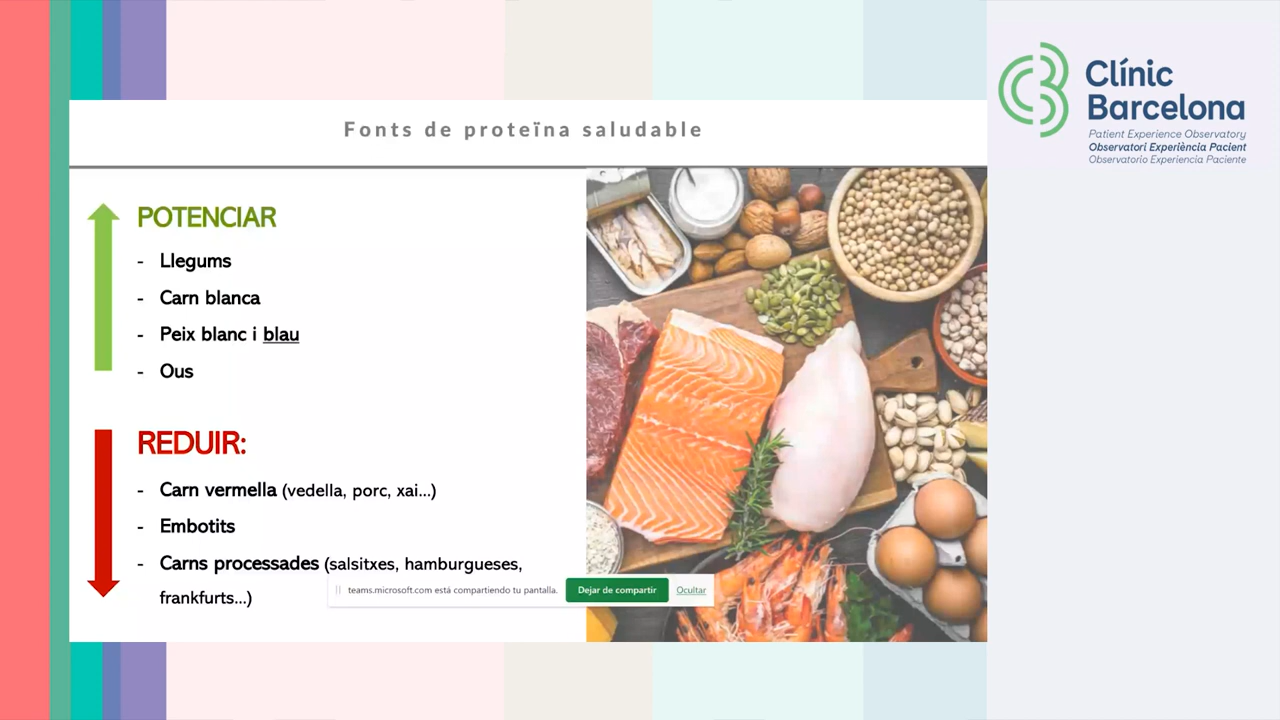 Clínic
Barcelona
Patient Experience Observatory
Observatori Experiència Pacient
Observatorio Experiencia Paciente
Fonts de proteïna saludable
POTENCIAR
- Llegums
- Carn blanca
- Peix blanc i blau
- Ous
REDUIR:
- Carn vermella (vedella, porc, xai...)
- Embotits
- Carns processades (salsitxes, hamburgueses,
frankfurts...)
teams.microsoft.com está compartiendo tu pantalla. Dejar de compartir Ocultar